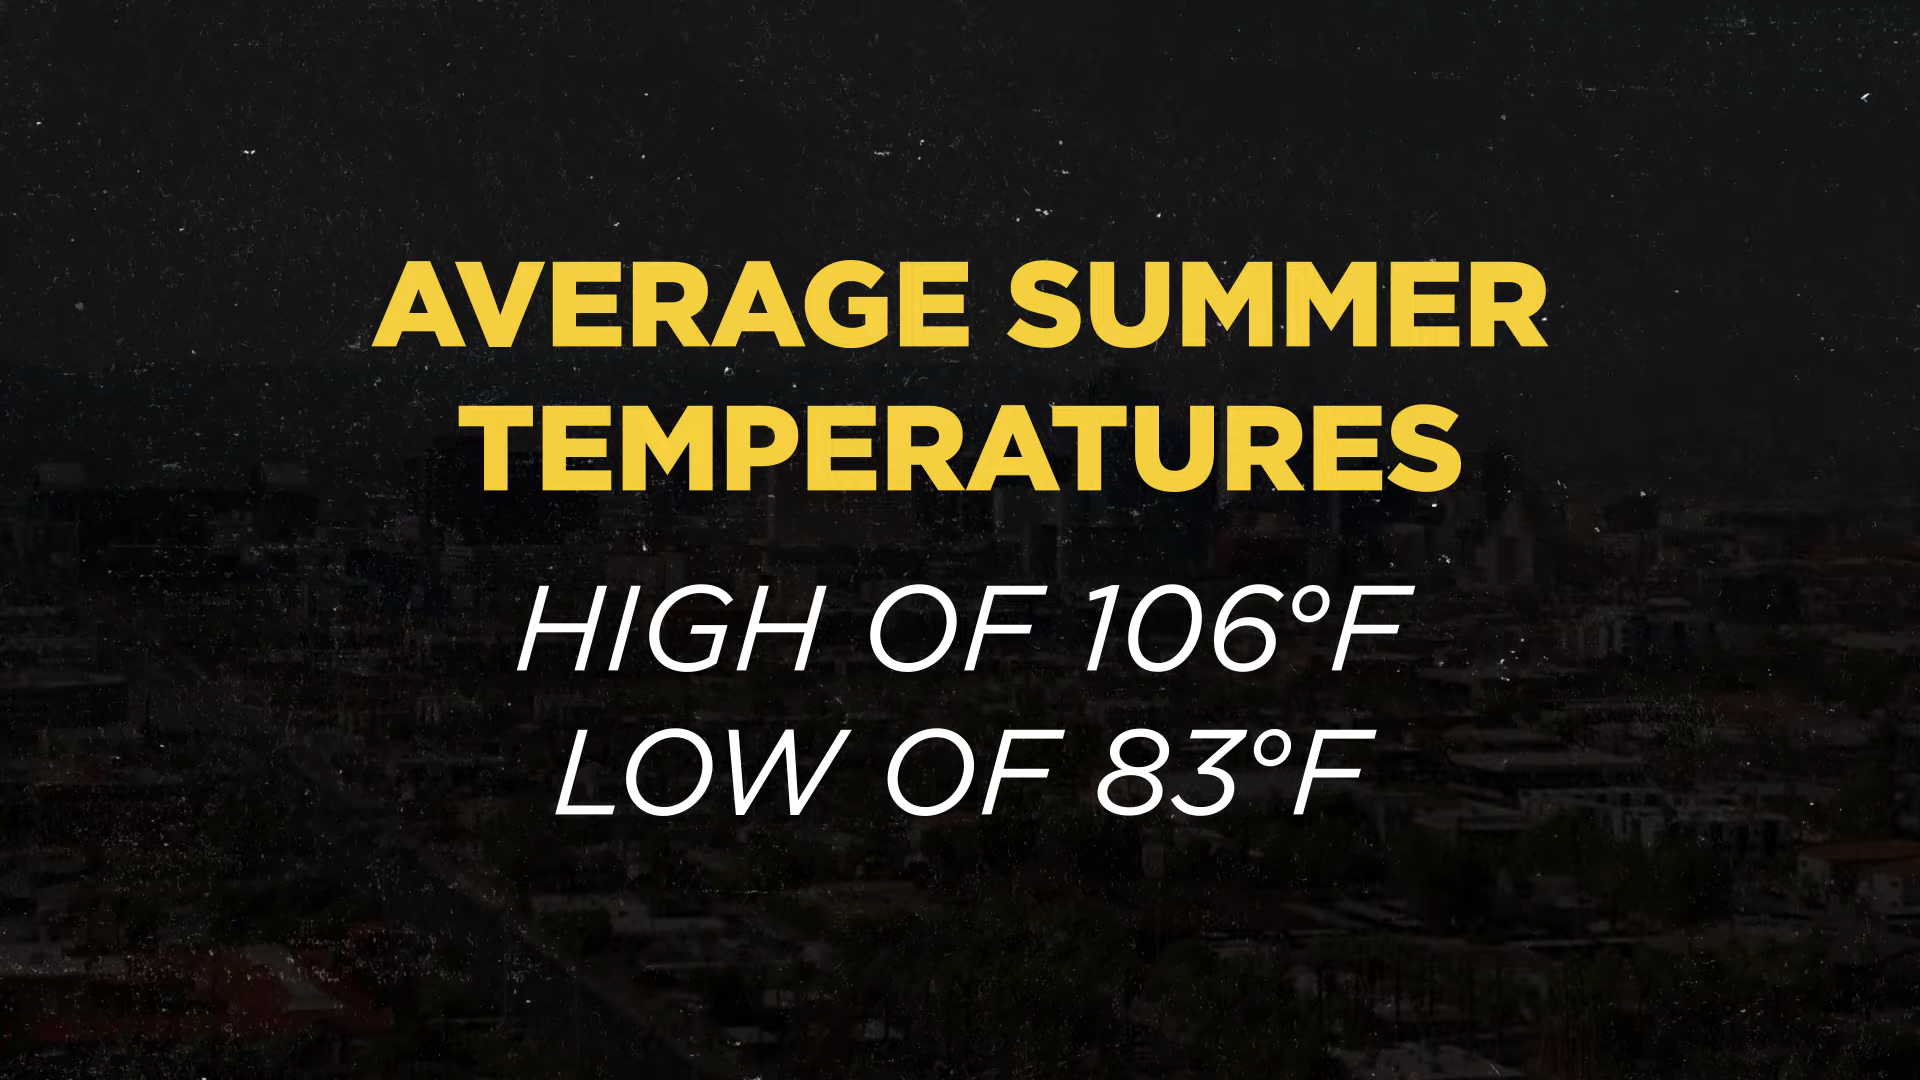 AVERAGE SUMMER
TEMPERATURES
HIGH OF 106°F
LOW OF 83°F